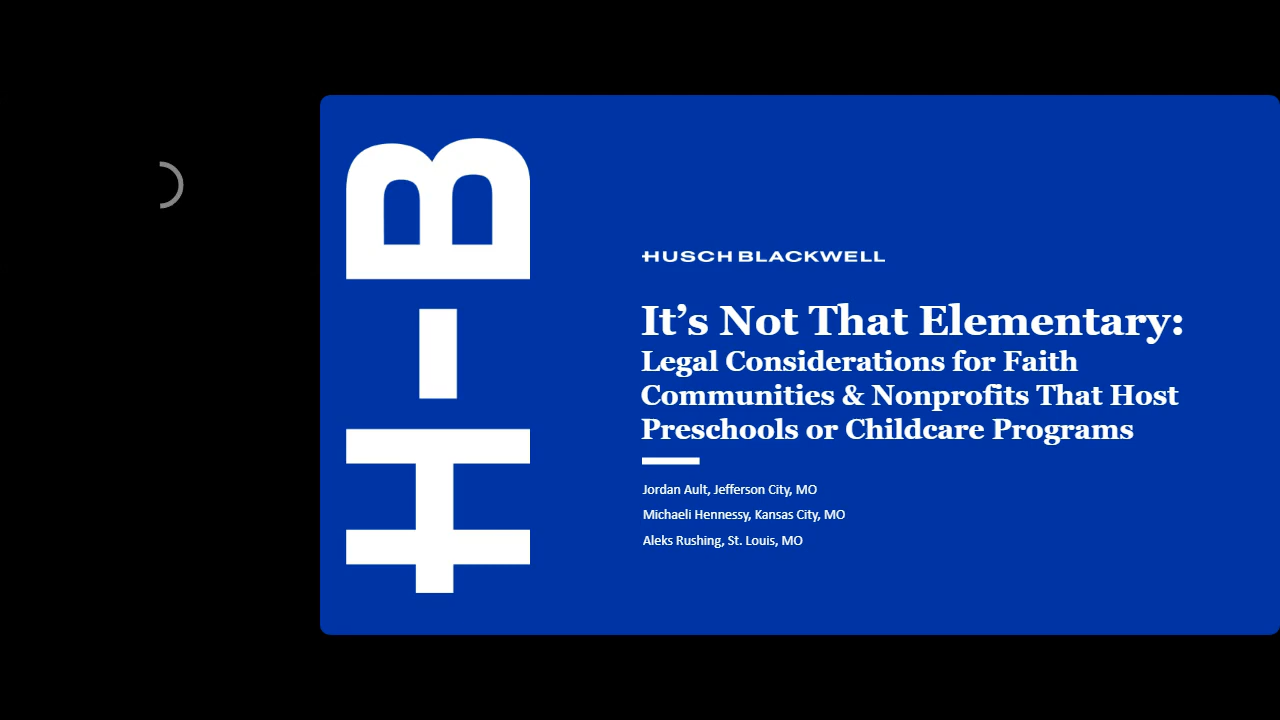 H-B
HUSCH BLACKWELL
It’s Not That Elementary:
Legal Considerations for Faith
Communities & Nonprofits That Host
Preschools or Childcare Programs
Jordan Ault, Jefferson City, MO
Michaeli Hennessy, Kansas City, MO
Aleks Rushing, St. Louis, MO